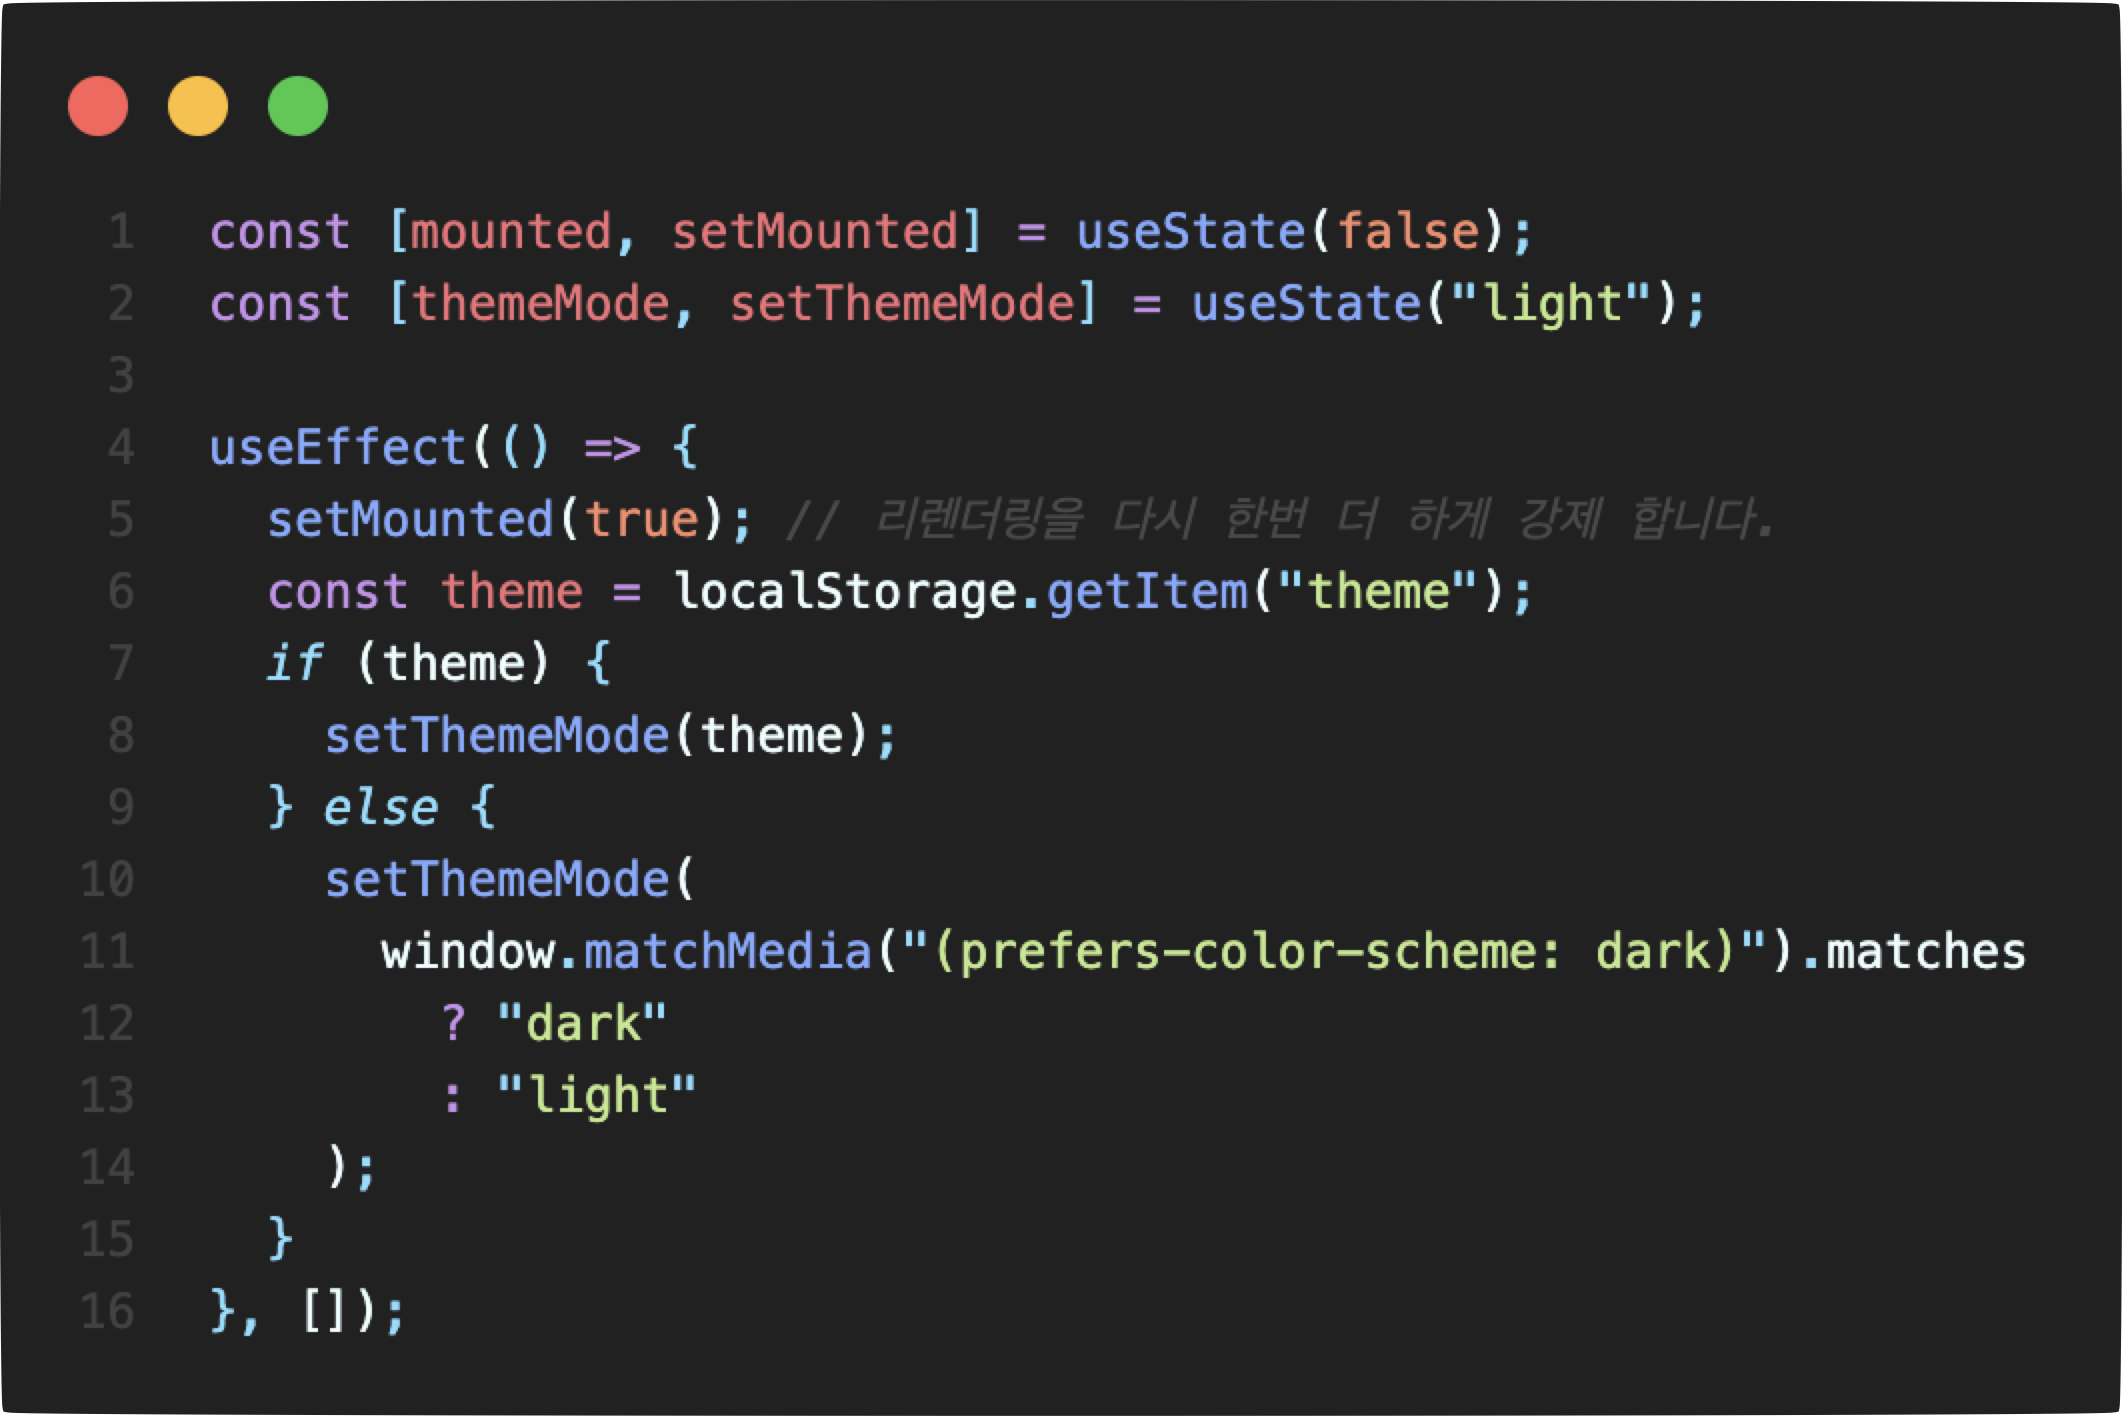 1 const [mounted, setMounted] = useState(false);
2 const [themeMode, setThemeMode] = useState("light");
3
4 useEffect(() => {
5   setMounted(true); // 리렌더링을 다시 한번 더 하게 강제 합니다.
6   const theme = localStorage.getItem("theme");
7   if (theme) {
8     setThemeMode(theme);
9   } else {
10     setThemeMode(
11       window.matchMedia("(prefers-color-scheme: dark)").matches
12         ? "dark"
13         : "light"
14     );
15   }
16 }, []);